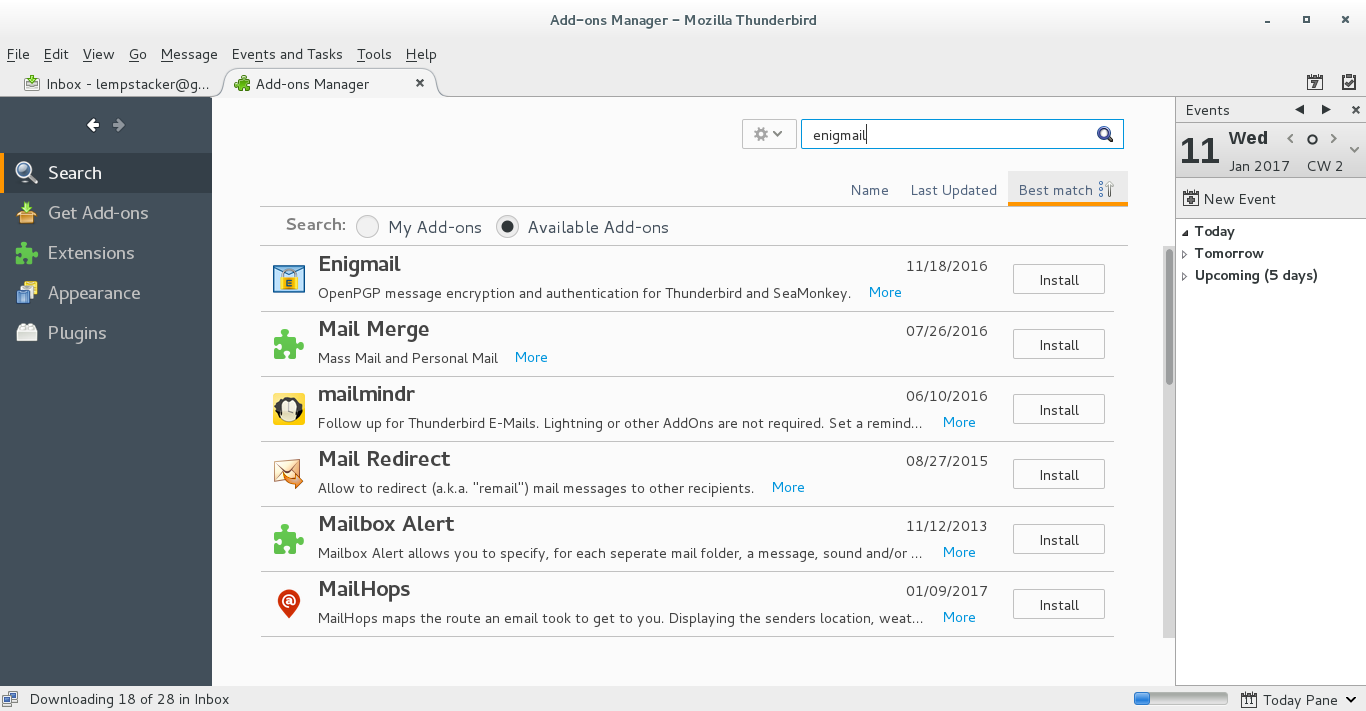 Add-ons Manager - Mozilla Thunderbird
File Edit View Go Message Events and Tasks Tools Help
Inbox - lempstacker@g... Add-ons Manager
7
Events
enigmail
11 Wed
Jan 2017 CW 2
Search
Name Last Updated Best match
New Event
Get Add-ons
Search: My Add-ons Available Add-ons
Today
Extensions
Tomorrow
Enigmail 11/18/2016 Install
OpenPGP message encryption and authentication for Thunderbird and SeaMonkey. More
Upcoming (5 days)
Appearance
Plugins
Mail Merge 07/26/2016 Install
Mass Mail and Personal Mail More
mailmindr 06/10/2016 Install
Follow up for Thunderbird E-Mails. Lightning or other AddOns are not required. Set a remind... More
Mail Redirect 08/27/2015 Install
Allow to redirect (a.k.a. "remail") mail messages to other recipients. More
Mailbox Alert 11/12/2013 Install
Mailbox Alert allows you to specify, for each seperate mail folder, a message, sound and/or ... More
MailHops 01/09/2017 Install
MailHops maps the route an email took to get to you. Displaying the senders location, weat... More
Downloading 18 of 28 in Inbox
11 Today Pane